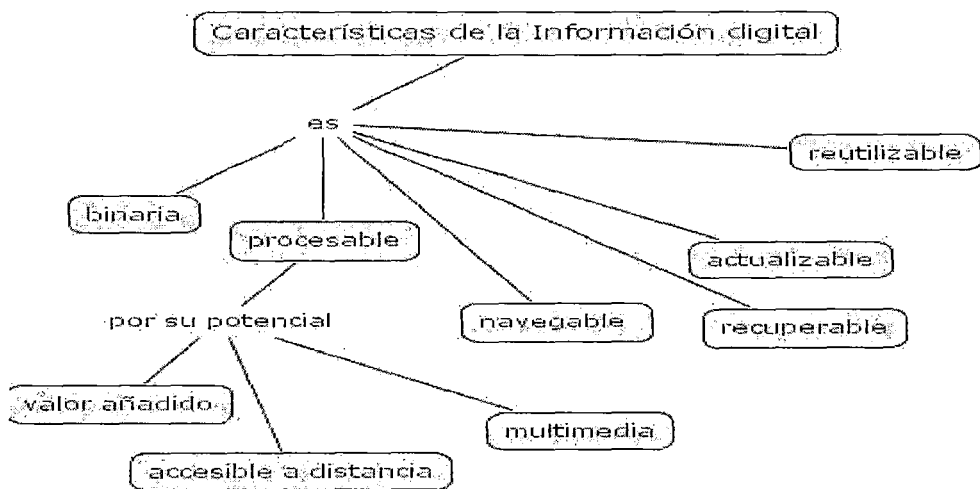 Características de la Información digital
es
reutilizable
binaria
procesable
actualizable
navegable
recuperable
por su potencial
valor añadido
multimedia
accesible a distancia